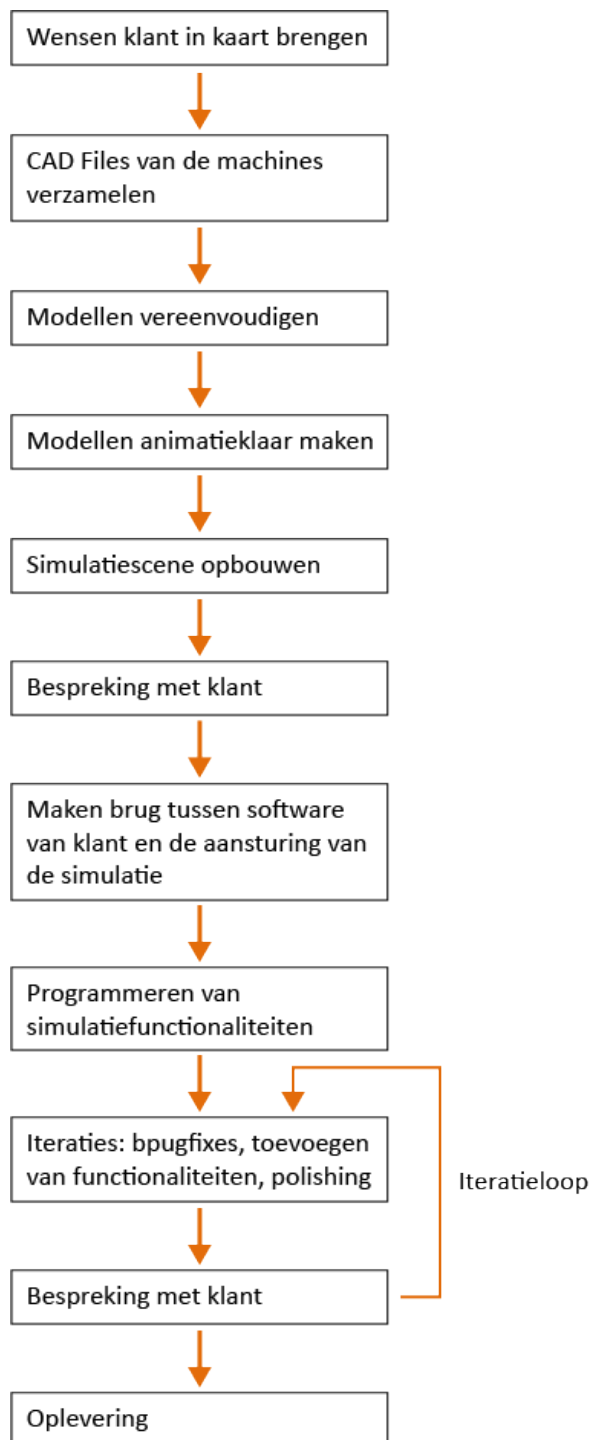 Wensen klant in kaart brengen
CAD Files van de machines
verzamelen
Modellen vereenvoudigen
Modellen animatieklaar maken
Simulatiescene opbouwen
Bespreking met klant
Maken brug tussen software
van klant en de aansturing van
de simulatie
Programmeren van
simulatiefunctionaliteiten
Iteraties: bpugfixes, toevoegen
van functionaliteiten, polishing
Iteratieloop
Bespreking met klant
Oplevering